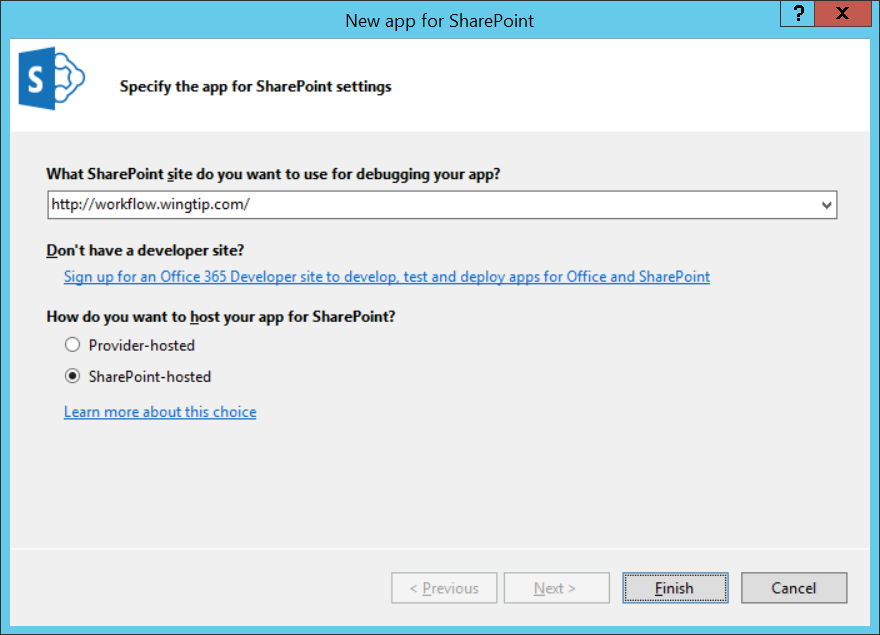 New app for SharePoint
?
X
S
Specify the app for SharePoint settings
What SharePoint site do you want to use for debugging your app?
http://workflow.wingtip.com/
Don't have a developer site?
Sign up for an Office 365 Developer site to develop, test and deploy apps for Office and SharePoint
How do you want to host your app for SharePoint?
Provider-hosted
SharePoint-hosted
Learn more about this choice
< Previous
Next >
Finish
Cancel